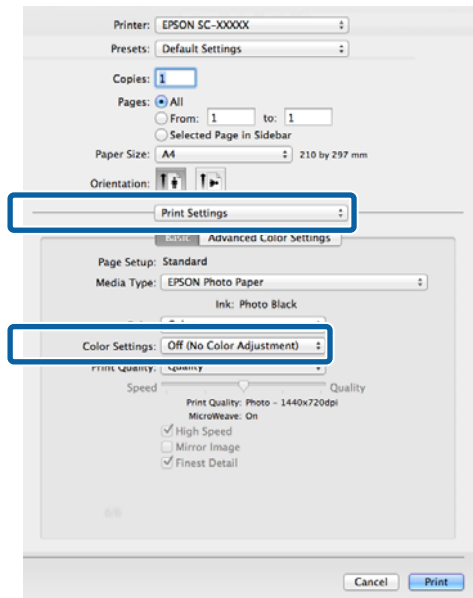 Printer: EPSON SC-XXXXX
Presets: Default Settings
Copies: 1
Pages: All
From: 1 to: 1
Selected Page in Sidebar
Paper Size: A4 210 by 297 mm
Orientation:
Print Settings
Basic Advanced Color Settings
Page Setup: Standard
Media Type: EPSON Photo Paper
Ink: Photo Black
Color Settings: Off (No Color Adjustment)
Print Quality: Quality
Speed Quality
Print Quality: Photo - 1440x720dpi
MicroWeave: On
High Speed
Mirror Image
Finest Detail
Cancel Print